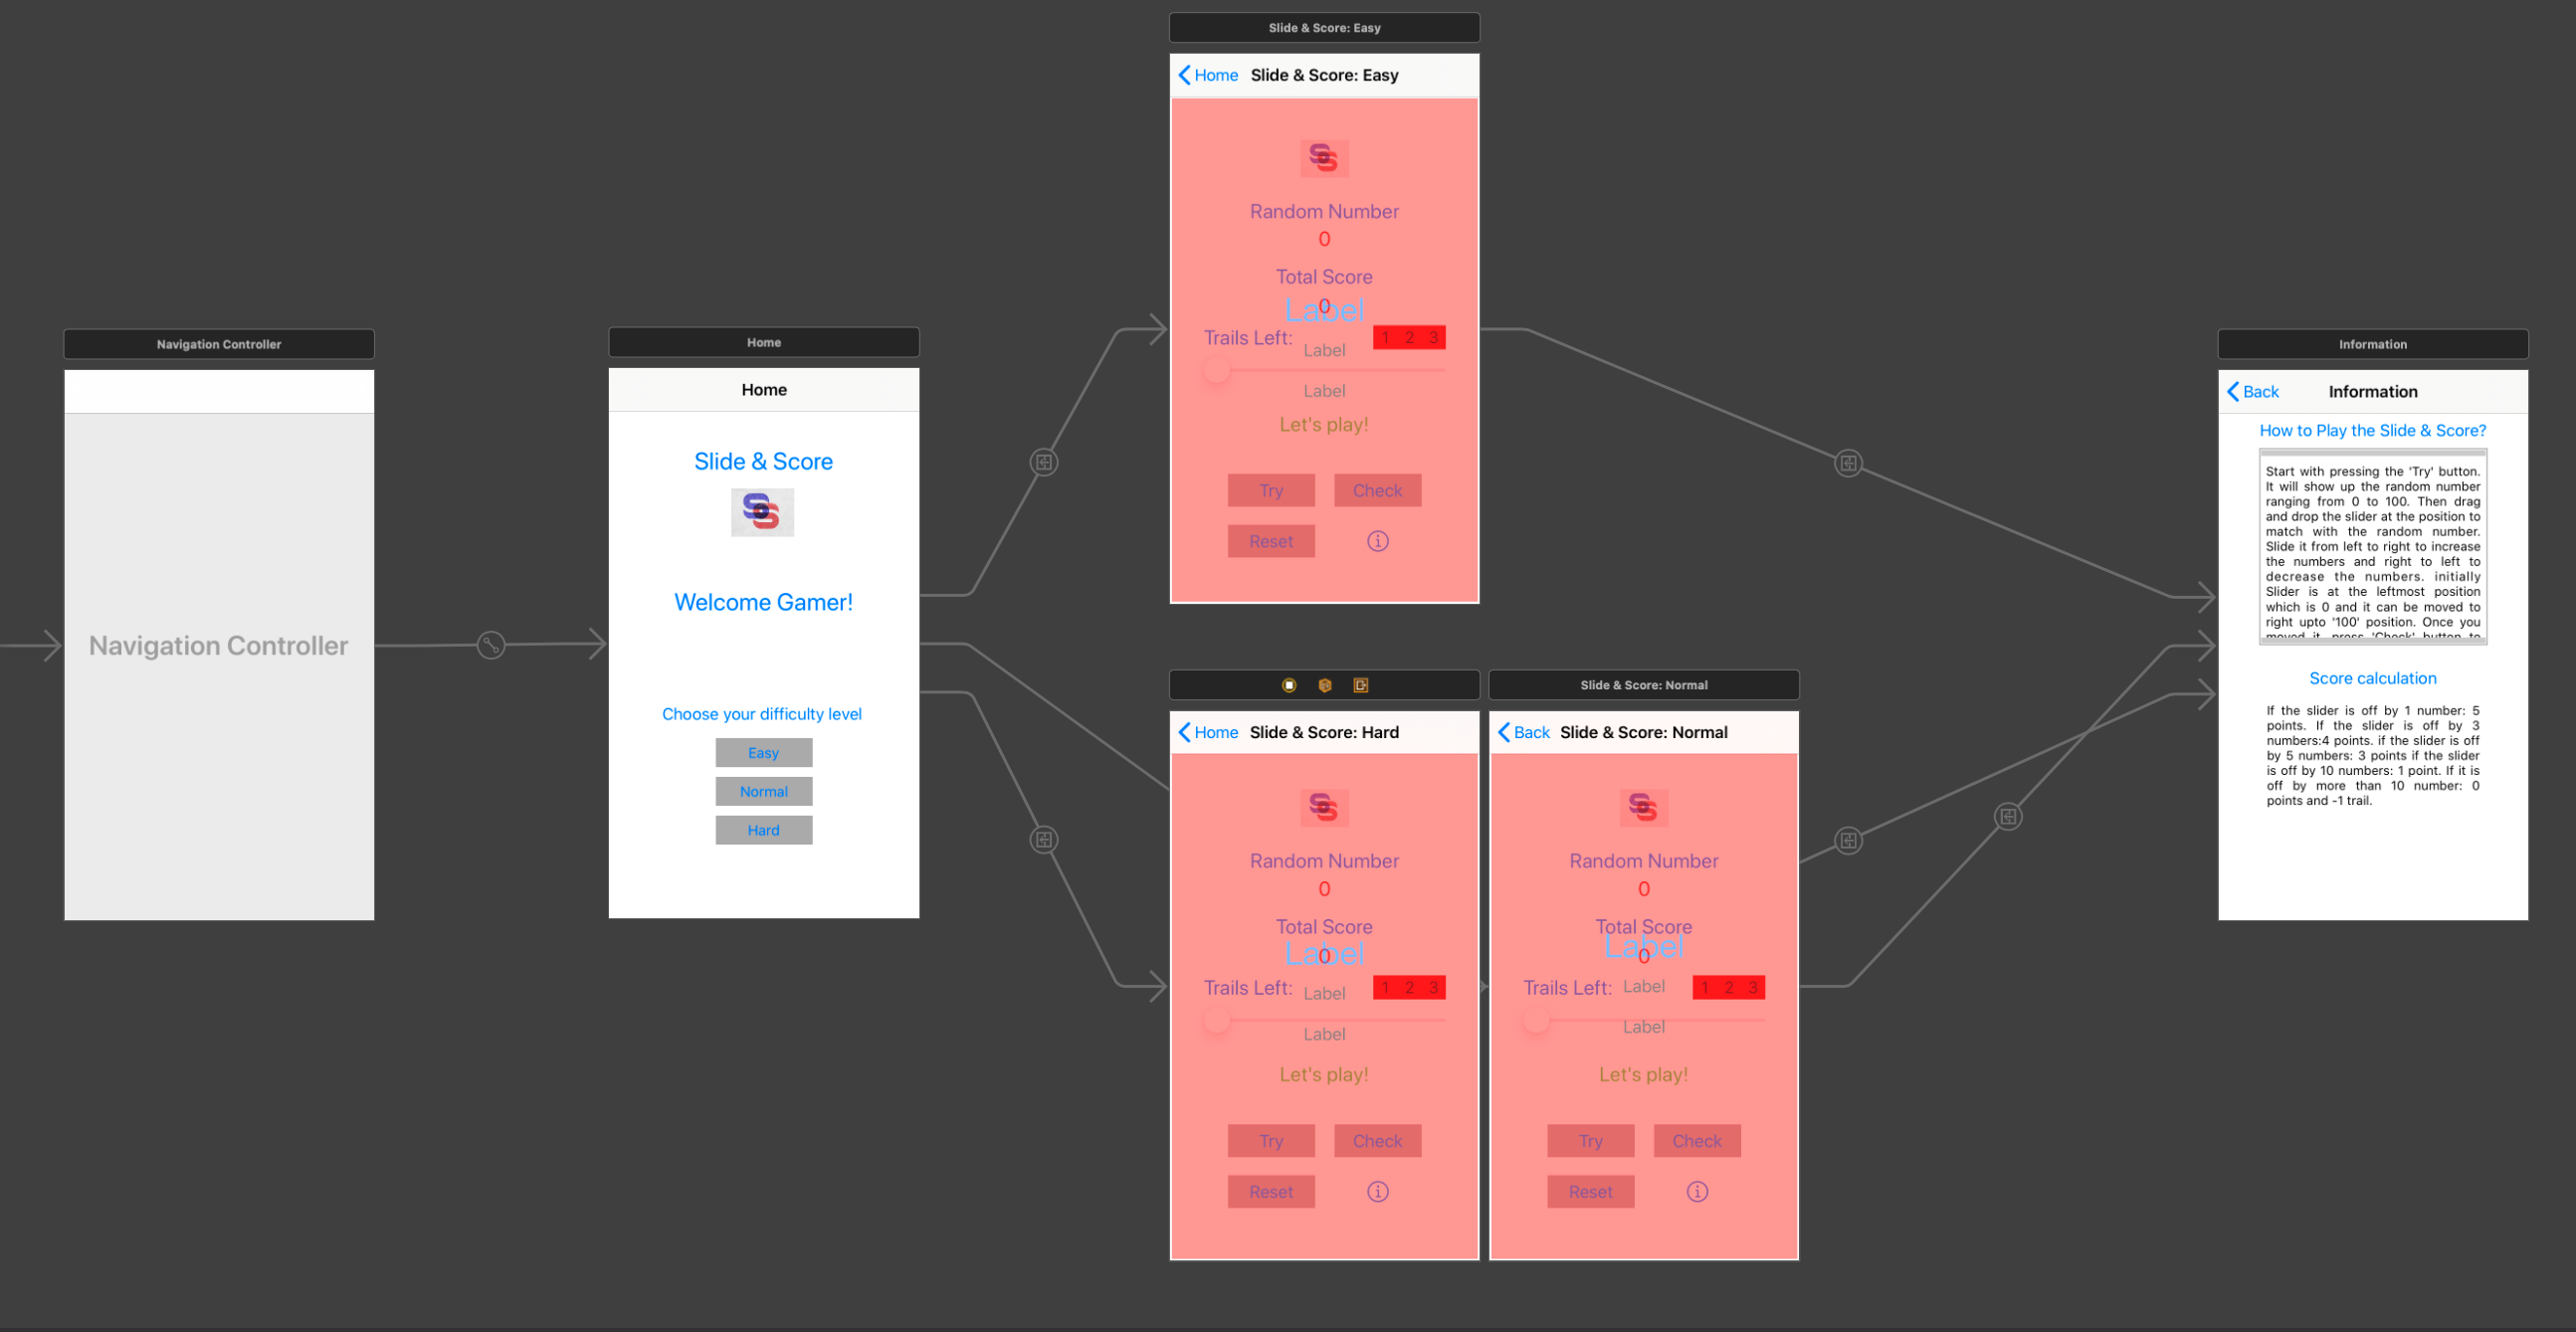 Navigation Controller
Navigation Controller
Home
Home
Slide & Score
Welcome Gamer!
Choose your difficulty level
Easy
Normal
Hard
Slide & Score: Easy
Home Slide & Score: Easy
Random Number
0
Total Score
0
Label
Trails Left:
Label
1 2 3
Label
Let's play!
Try Check
Reset
Home Slide & Score: Hard
Random Number
0
Total Score
0
Label
Trails Left:
Label
1 2 3
Label
Let's play!
Try Check
Reset
Slide & Score: Normal
Back Slide & Score: Normal
Random Number
0
Total Score
0
Label
Trails Left:
Label
1 2 3
Label
Let's play!
Try Check
Reset
Information
Back Information
How to Play the Slide & Score?
Start with pressing the 'Try' button.
It will show up the random number
ranging from 0 to 100. Then drag
and drop the slider at the position to
match with the random number.
Slide it from left to right to increase
the numbers and right to left to
decrease the numbers. initially
Slider is at the leftmost position
which is 0 and it can be moved to
right upto '100' position. Once you
moved it, press 'Check' button to
Score calculation
If the slider is off by 1 number: 5
points. If the slider is off by 3
numbers:4 points. if the slider is off
by 5 numbers: 3 points if the slider
is off by 10 numbers: 1 point. If it is
off by more than 10 number: 0
points and -1 trail.